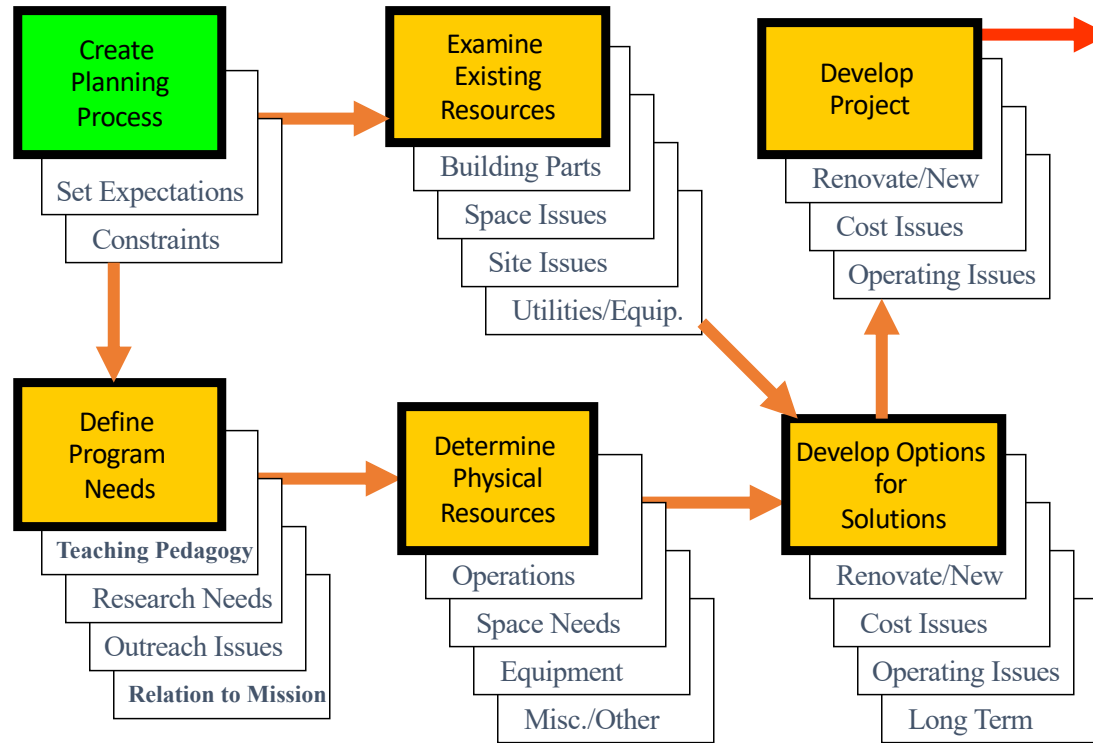 Create
Planning
Process
Set Expectations
Constraints
Examine
Existing
Resources
Building Parts
Space Issues
Site Issues
Utilities/Equip.
Develop
Project
Renovate/New
Cost Issues
Operating Issues
Define
Program
Needs
Teaching Pedagogy
Research Needs
Outreach Issues
Relation to Mission
Determine
Physical
Resources
Operations
Space Needs
Equipment
Misc./Other
Develop Options
for
Solutions
Renovate/New
Cost Issues
Operating Issues
Long Term